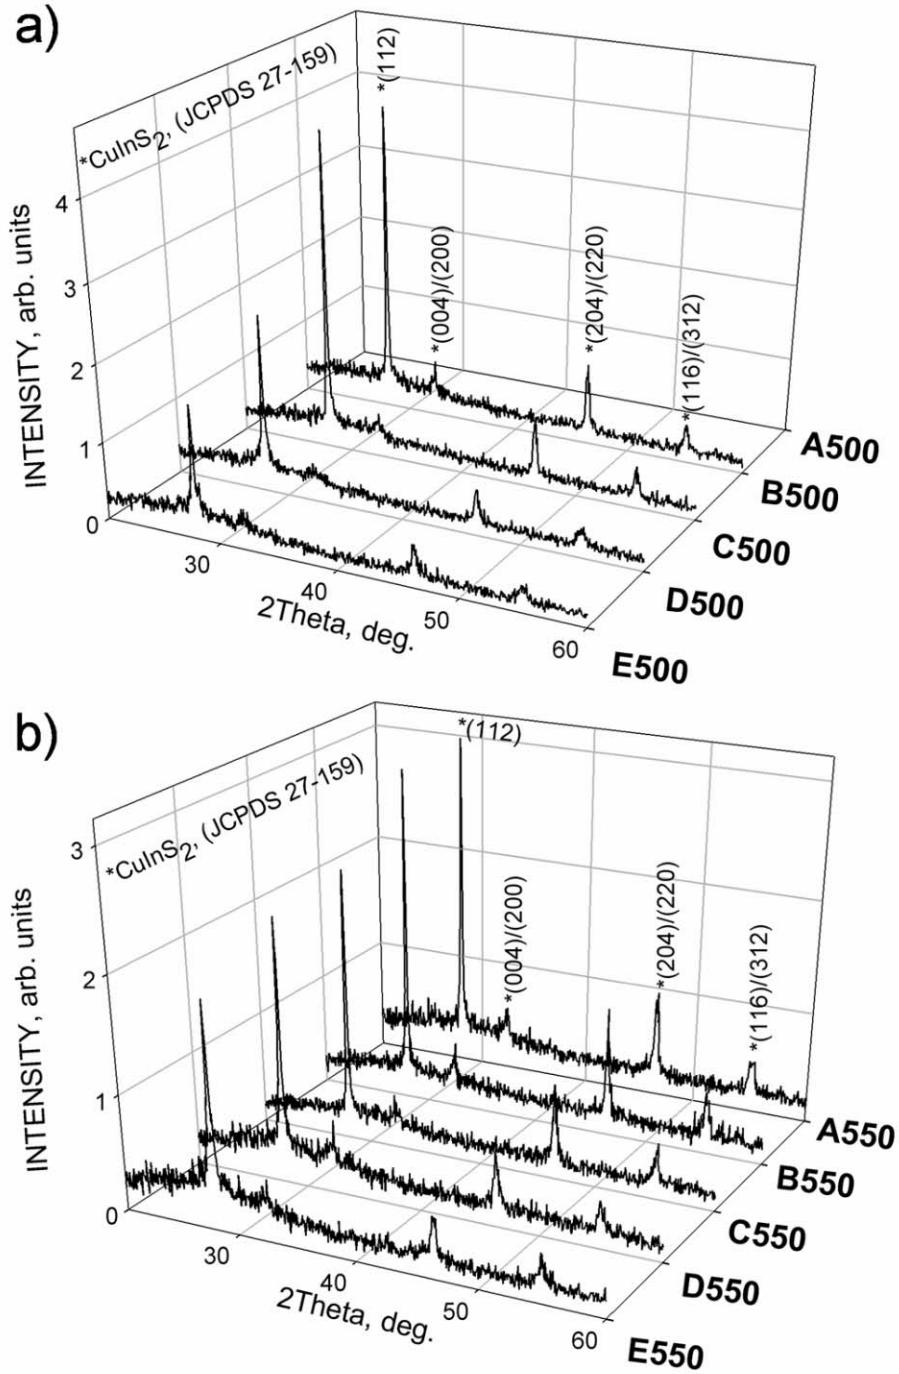 a)
*CuInS2, (JCPDS 27-159)
*(112)
*(004)/(200)
*(204)/(220)
*(116)/(312)
INTENSITY, arb. units
4
3
2
1
0
30
40
50
60
2Theta, deg.
A500
B500
C500
D500
E500
b)
*CuInS2, (JCPDS 27-159)
*(112)
*(004)/(200)
*(204)/(220)
*(116)/(312)
INTENSITY, arb. units
3
2
1
0
30
40
50
60
2Theta, deg.
A550
B550
C550
D550
E550